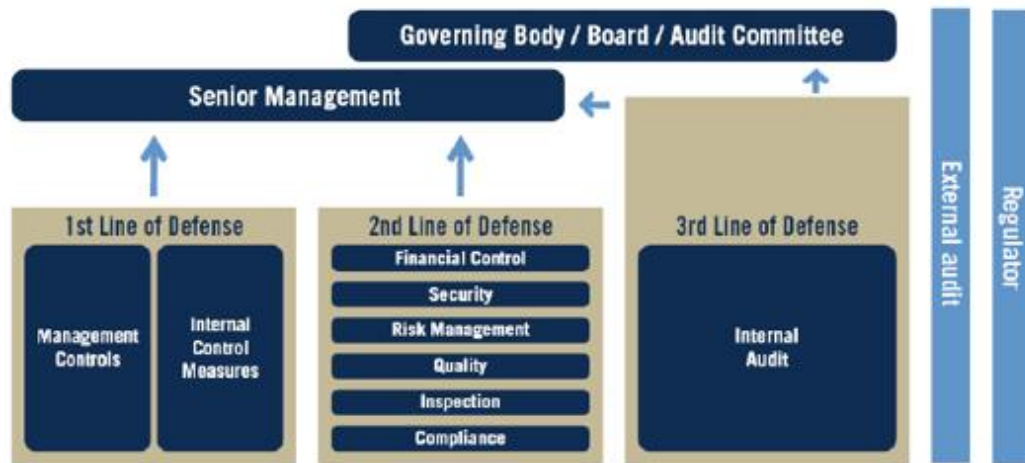 Governing Body / Board / Audit Committee
Senior Management
1st Line of Defense
Management
Controls
Internal
Control
Measures
2nd Line of Defense
Financial Control
Security
Risk Management
Quality
Inspection
Compliance
3rd Line of Defense
Internal
Audit
External audit
Regulator